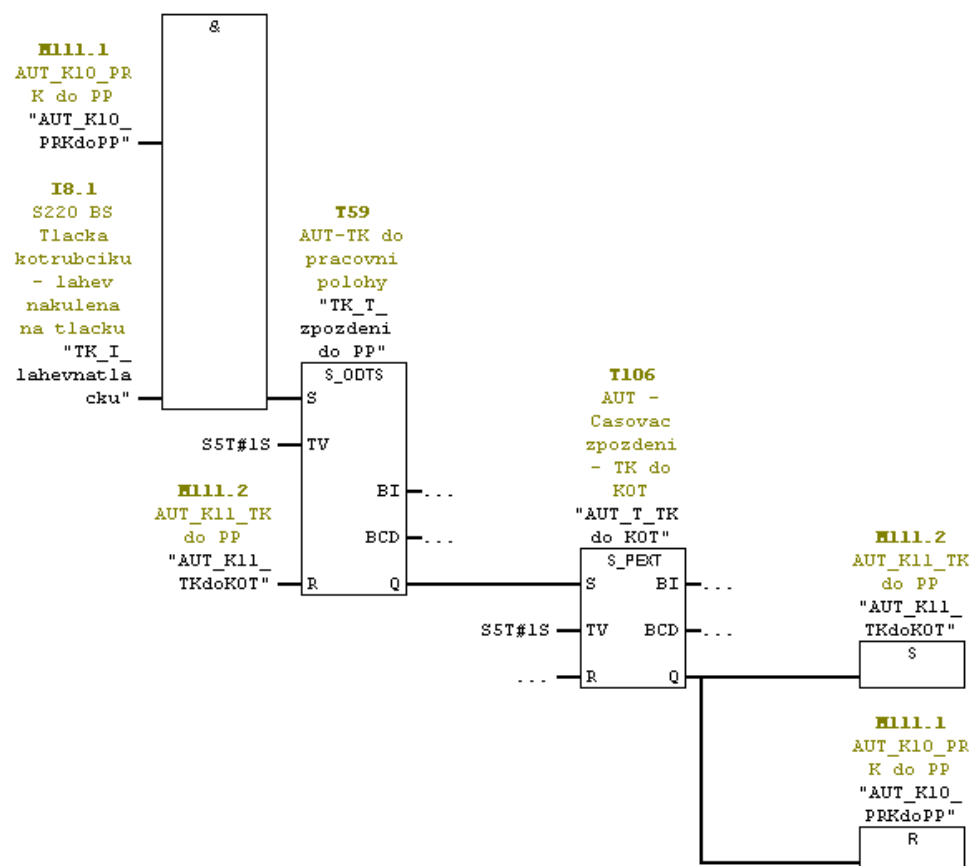 &
M111.1
AUT_K10_PR
K do PP
"AUT_K10_
PRKdoPP"
I8.1
S220 BS
Tlacka
kotrubciku
- lahev
nakulena
na tlacku
"TK_I_
lahevnatla
cku"
T59
AUT-TK do
pracovni
polohy
"TK_T_
zpozdeni
do PP"
S_ODTS
S
S5T#1S
TV
BI
...
M111.2
AUT_K11_TK
do PP
"AUT_K11_
TKdoKOT"
BCD
...
R
Q
T106
AUT -
Casovac
zpozdeni
- TK do
KOT
"AUT_T_TK
do KOT"
S_PEXT
S
BI
...
S5T#1S
TV
BCD
...
...
R
Q
M111.2
AUT_K11_TK
do PP
"AUT_K11_
TKdoKOT"
S
M111.1
AUT_K10_PR
K do PP
"AUT_K10_
PRKdoPP"
R